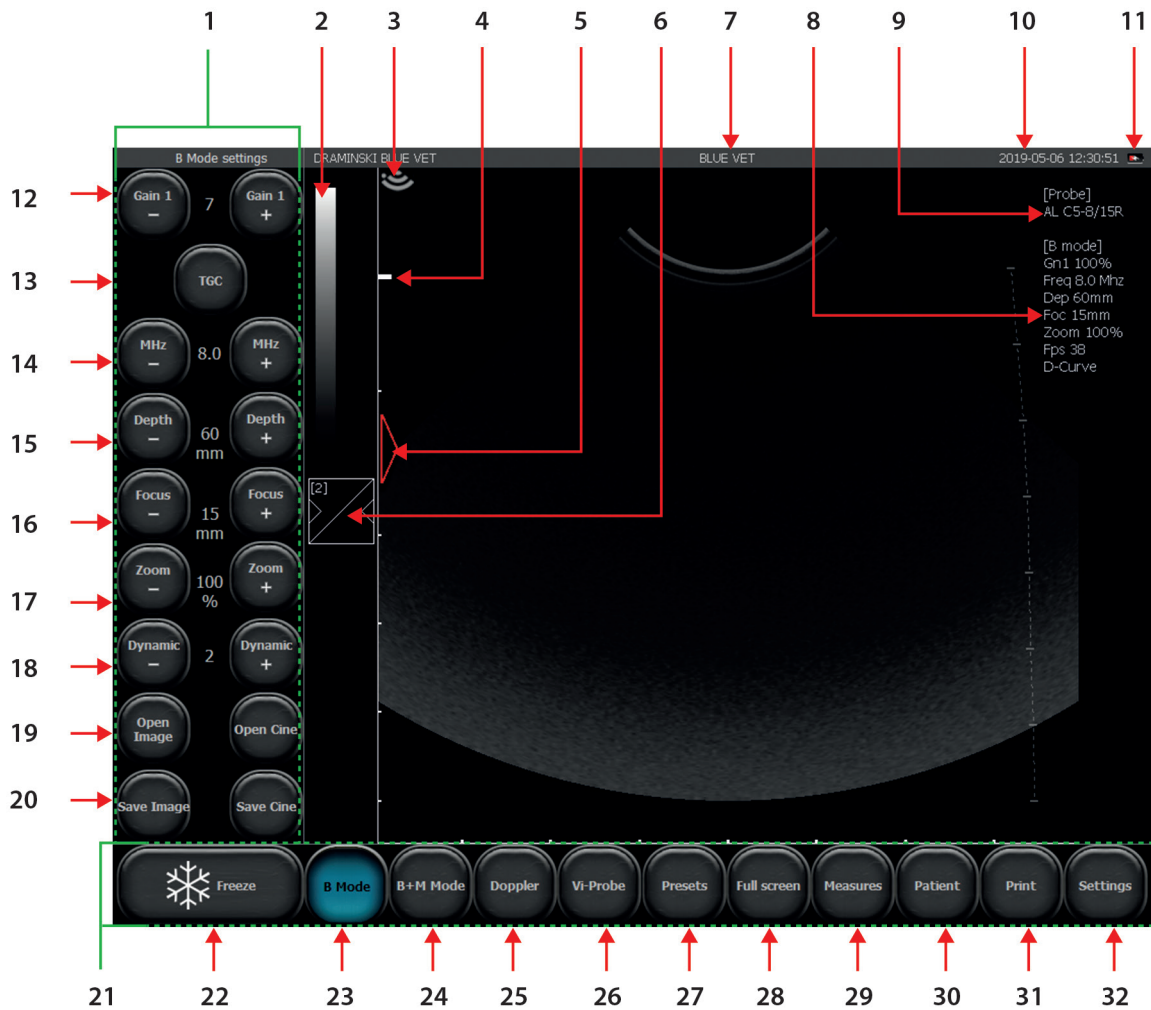 1 2 3 4 5 6 7 8 9 10 11
B Mode settings DRAMINSKI BLUE VET BLUE VET 2019-05-06 12:30:51
12 Gain 1 - 7 Gain 1 +
[Probe]
AL C5-8/15R
[B mode]
Gn1 100%
Freq 8.0 Mhz
Dep 60mm
Foc 15mm
Zoom 100%
Fps 38
D-Curve
13 TGC
14 MHz - 8.0 MHz +
15 Depth - 60 mm Depth +
[2]
16 Focus - 15 mm Focus +
17 Zoom - 100 % Zoom +
18 Dynamic - 2 Dynamic +
19 Open Image Open Cine
20 Save Image Save Cine
Freeze B Mode B+M Mode Doppler Vi-Probe Presets Full screen Measures Patient Print Settings
21 22 23 24 25 26 27 28 29 30 31 32